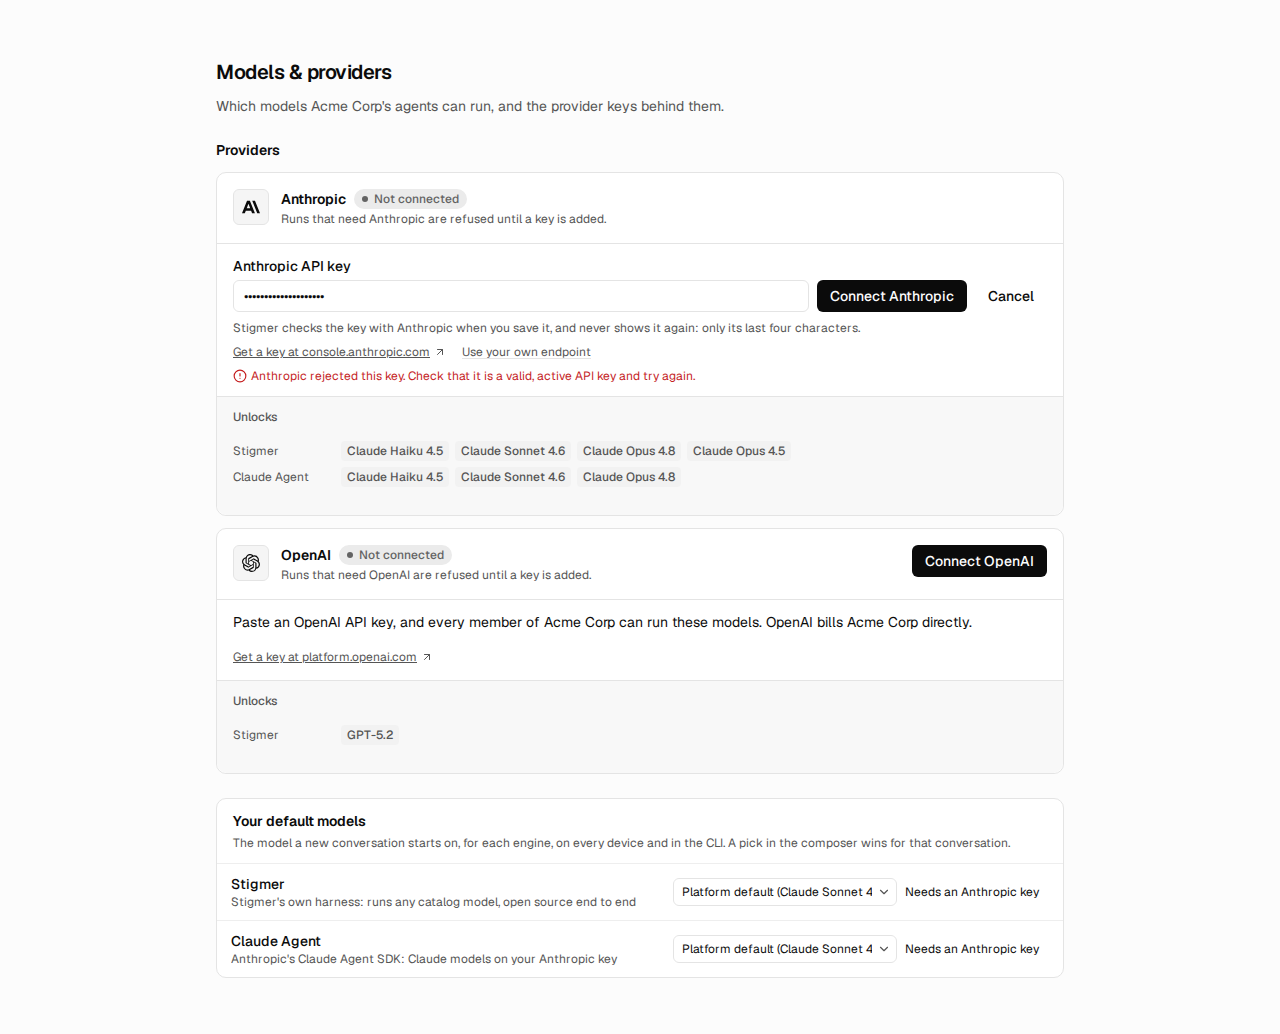 Models & providers
Which models Acme Corp's agents can run, and the provider keys behind them.
Providers
Anthropic
Not connected
Runs that need Anthropic are refused until a key is added.
Anthropic API key
••••••••••••••••••••
Connect Anthropic
Cancel
Stigmer checks the key with Anthropic when you save it, and never shows it again: only its last four characters.
Get a key at console.anthropic.com
Use your own endpoint
Anthropic rejected this key. Check that it is a valid, active API key and try again.
Unlocks
Stigmer
Claude Haiku 4.5
Claude Sonnet 4.6
Claude Opus 4.8
Claude Opus 4.5
Claude Agent
Claude Haiku 4.5
Claude Sonnet 4.6
Claude Opus 4.8
OpenAI
Not connected
Runs that need OpenAI are refused until a key is added.
Connect OpenAI
Paste an OpenAI API key, and every member of Acme Corp can run these models. OpenAI bills Acme Corp directly.
Get a key at platform.openai.com
Unlocks
Stigmer
GPT-5.2
Your default models
The model a new conversation starts on, for each engine, on every device and in the CLI. A pick in the composer wins for that conversation.
Stigmer
Stigmer's own harness: runs any catalog model, open source end to end
Platform default (Claude Sonnet 4
Needs an Anthropic key
Claude Agent
Anthropic's Claude Agent SDK: Claude models on your Anthropic key
Platform default (Claude Sonnet 4
Needs an Anthropic key